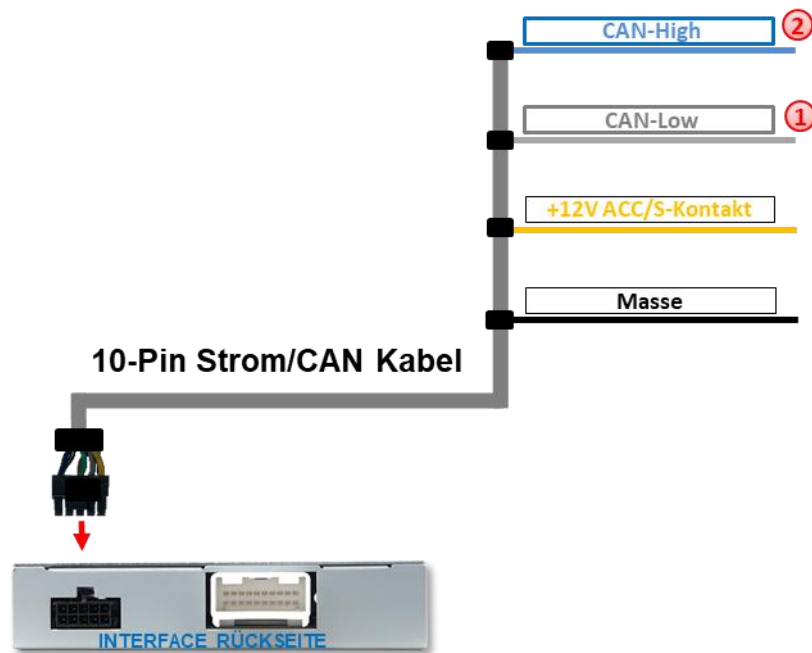 CAN-High 2
CAN-Low 1
+12V ACC/S-Kontakt
Masse
10-Pin Strom/CAN Kabel
INTERFACE RÜCKSEITE